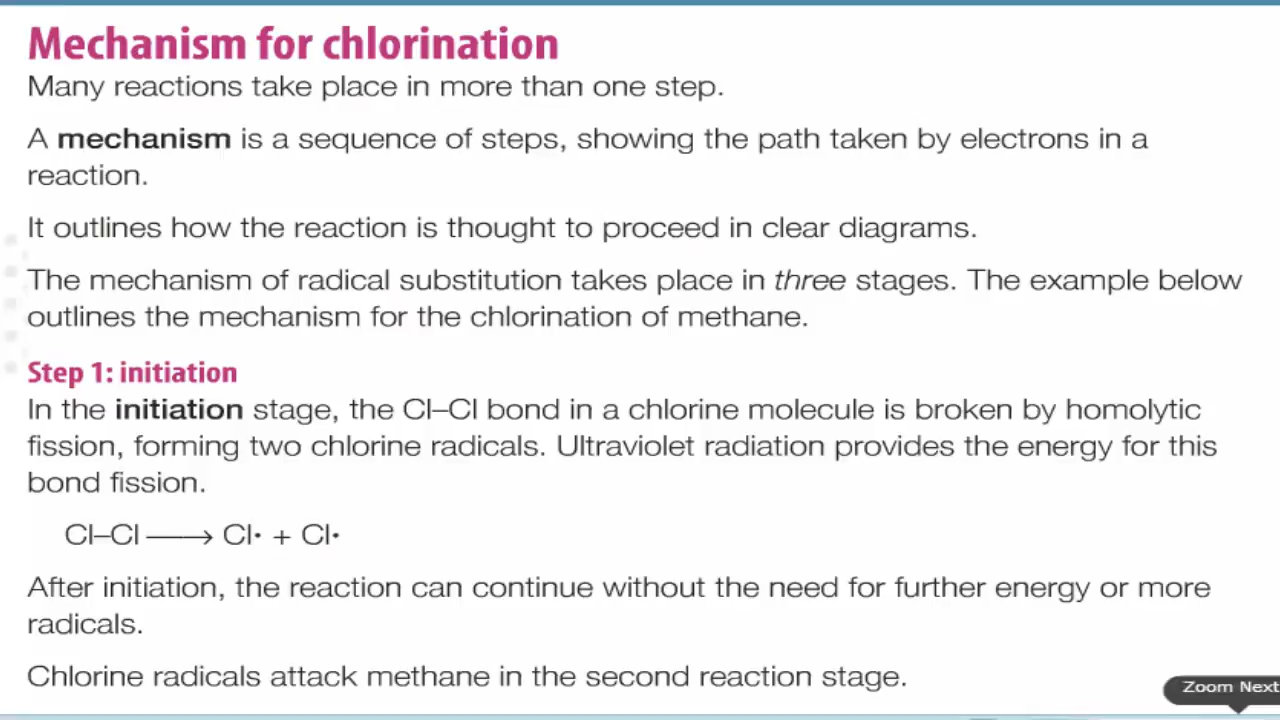 Mechanism for chlorination
Many reactions take place in more than one step.
A mechanism is a sequence of steps, showing the path taken by electrons in a
reaction.
It outlines how the reaction is thought to proceed in clear diagrams.
The mechanism of radical substitution takes place in three stages. The example below
outlines the mechanism for the chlorination of methane.
Step 1: initiation
In the initiation stage, the Cl–Cl bond in a chlorine molecule is broken by homolytic
fission, forming two chlorine radicals. Ultraviolet radiation provides the energy for this
bond fission.
Cl–Cl ⟶ Cl· + Cl·
After initiation, the reaction can continue without the need for further energy or more
radicals.
Chlorine radicals attack methane in the second reaction stage.
Zoom Next